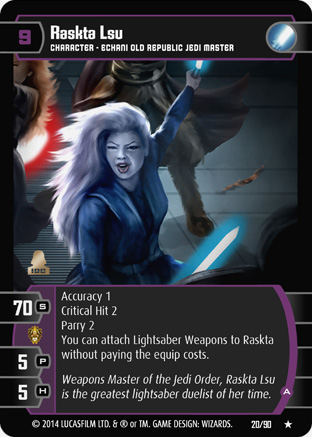 9
Raskta Lsu
CHARACTER - ECHANI OLD REPUBLIC JEDI MASTER
IDC
70 S
5 P
5 H
Accuracy 1
Critical Hit 2
Parry 2
You can attach Lightsaber Weapons to Raskta
without paying the equip costs.
Weapons Master of the Jedi Order, Raskta Lsu
is the greatest lightsaber duelist of her time.
A
© 2014 LUCASFILM LTD. & ® or TM. GAME DESIGN: WIZARDS.
20/90